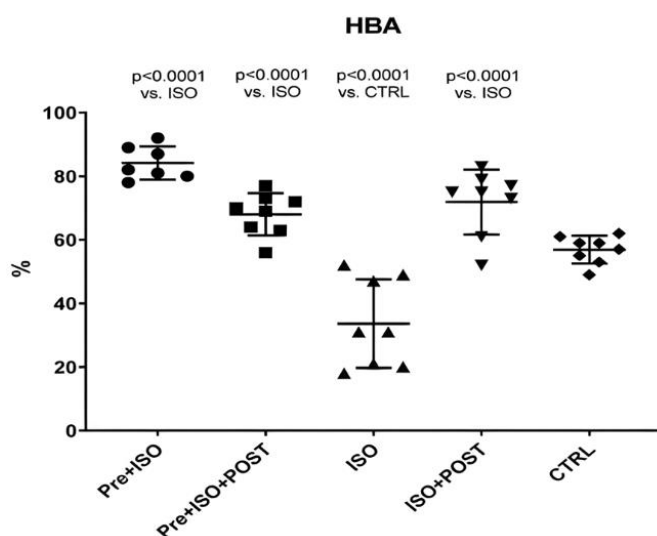 HBA
p<0.0001 p<0.0001 p<0.0001 p<0.0001
vs. ISO vs. ISO vs. CTRL vs. ISO
100
80
60
40
20
0
%
Pre+ISO
Pre+ISO+POST
ISO
ISO+POST
CTRL